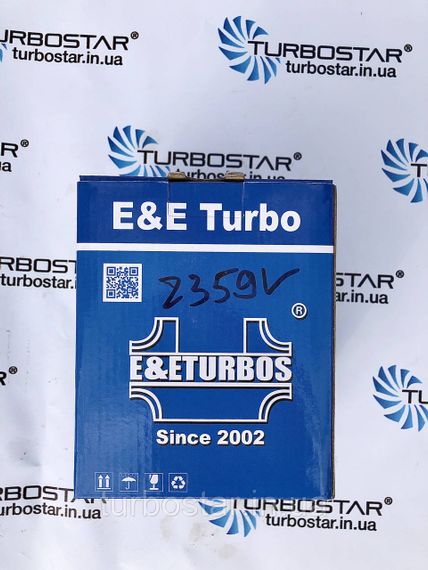 TURBOSTAR®
turbostar.in.ua
TURBOSTAR®
turbostar.in.ua
E&E Turbo
2359V
®
E&ETURBOS
Since 2002
turbostar.in.ua
TURBOSTAR®
turbostar.in.ua